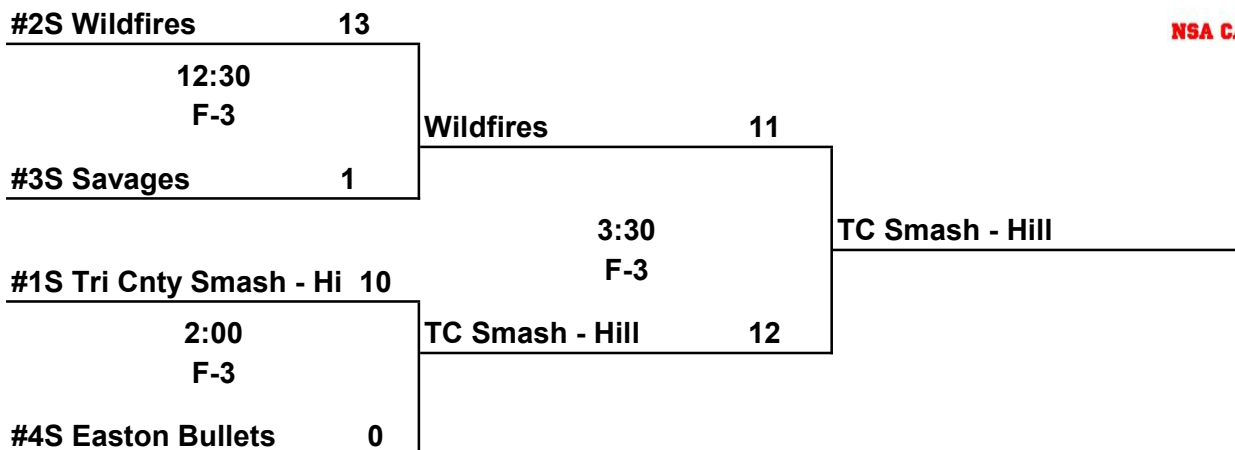 #2S Wildfires 13
NSA
12:30
F-3
Wildfires 11
#3S Savages 1
3:30
F-3
TC Smash - Hill
#1S Tri Cnty Smash - Hi 10
2:00
F-3
TC Smash - Hill 12
#4S Easton Bullets 0